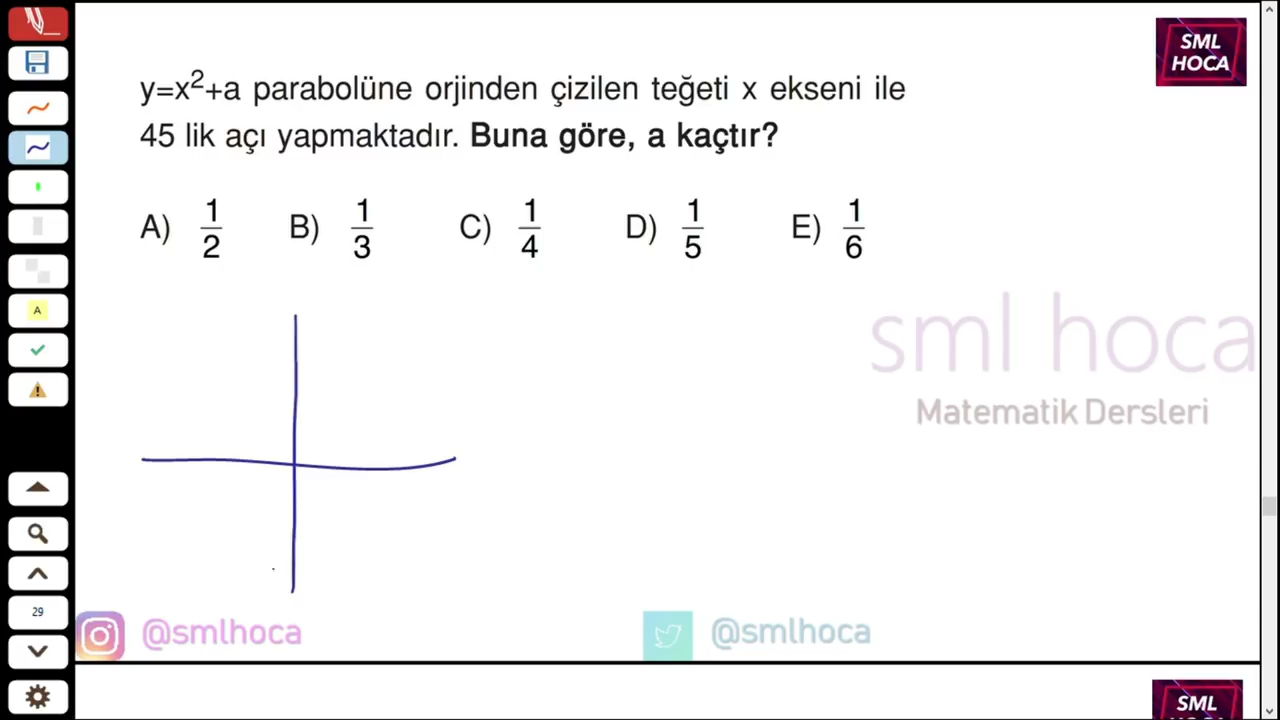 SML
HOCA
y=x²+a parabolüne orjinden çizilen teğeti x ekseni ile
45 lik açı yapmaktadır. Buna göre, a kaçtır?
A) 1/2 B) 1/3 C) 1/4 D) 1/5 E) 1/6
sml hoca
Matematik Dersleri
A
29
@smlhoca @smlhoca
SML